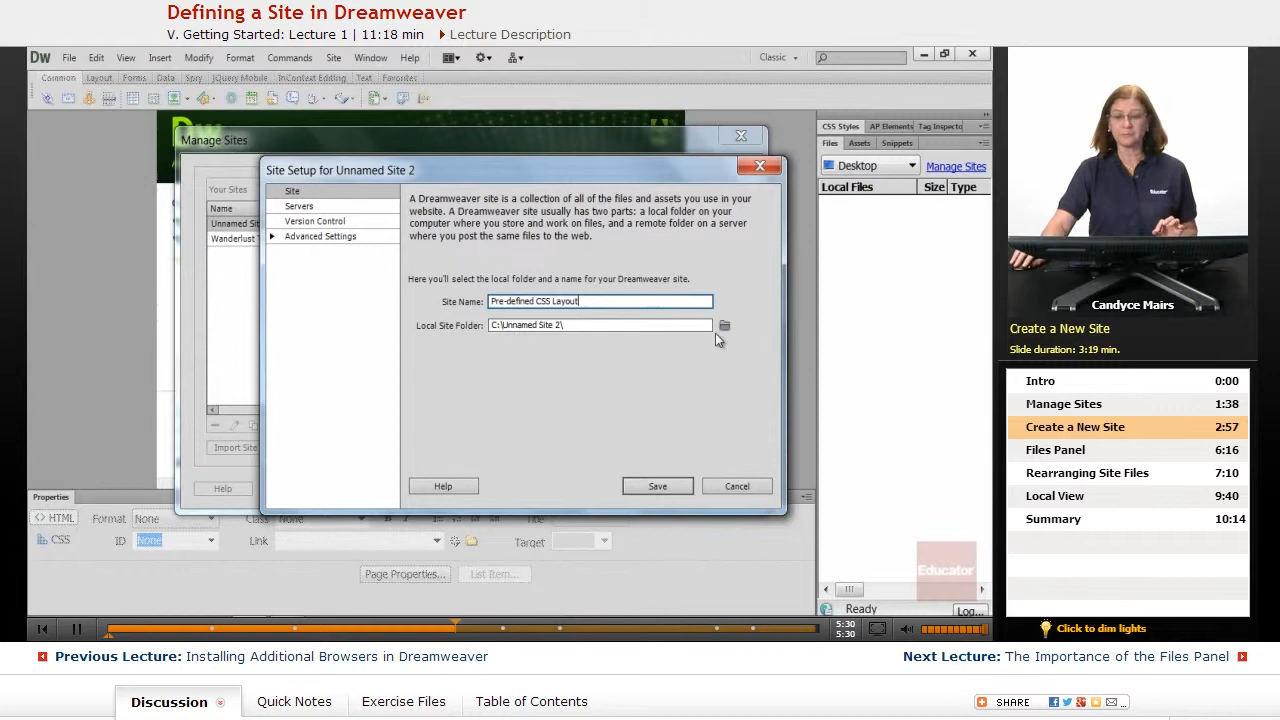 Defining a Site in Dreamweaver
V. Getting Started: Lecture 1 | 11:18 min Lecture Description
Dw File Edit View Insert Modify Format Commands Site Window Help Classic
Common Layout Forms Data Spry jQuery Mobile InContext Editing Text Favorites
Manage Sites
Your Sites
Name
Unnamed Sit
Wanderlust T
Import Site
Help
Site Setup for Unnamed Site 2
Site
Servers
Version Control
Advanced Settings
A Dreamweaver site is a collection of all of the files and assets you use in your
website. A Dreamweaver site usually has two parts: a local folder on your
computer where you store and work on files, and a remote folder on a server
where you post the same files to the web.
Here you'll select the local folder and a name for your Dreamweaver site.
Site Name: Pre-defined CSS Layout
Local Site Folder: C:\Unnamed Site 2\
Help Save Cancel
CSS Styles AP Elements Tag Inspecto
Files Assets Snippets
Desktop Manage Sites
Local Files Size Type
Properties
<> HTML Format None Class None B I Title
CSS ID None Link Target
Page Properties... List Item...
Educator
Ready Log...
5:30
5:30
Educator
Candyce Mairs
Create a New Site
Slide duration: 3:19 min.
Intro 0:00
Manage Sites 1:38
Create a New Site 2:57
Files Panel 6:16
Rearranging Site Files 7:10
Local View 9:40
Summary 10:14
Click to dim lights
Previous Lecture: Installing Additional Browsers in Dreamweaver
Next Lecture: The Importance of the Files Panel
Discussion Quick Notes Exercise Files Table of Contents
SHARE